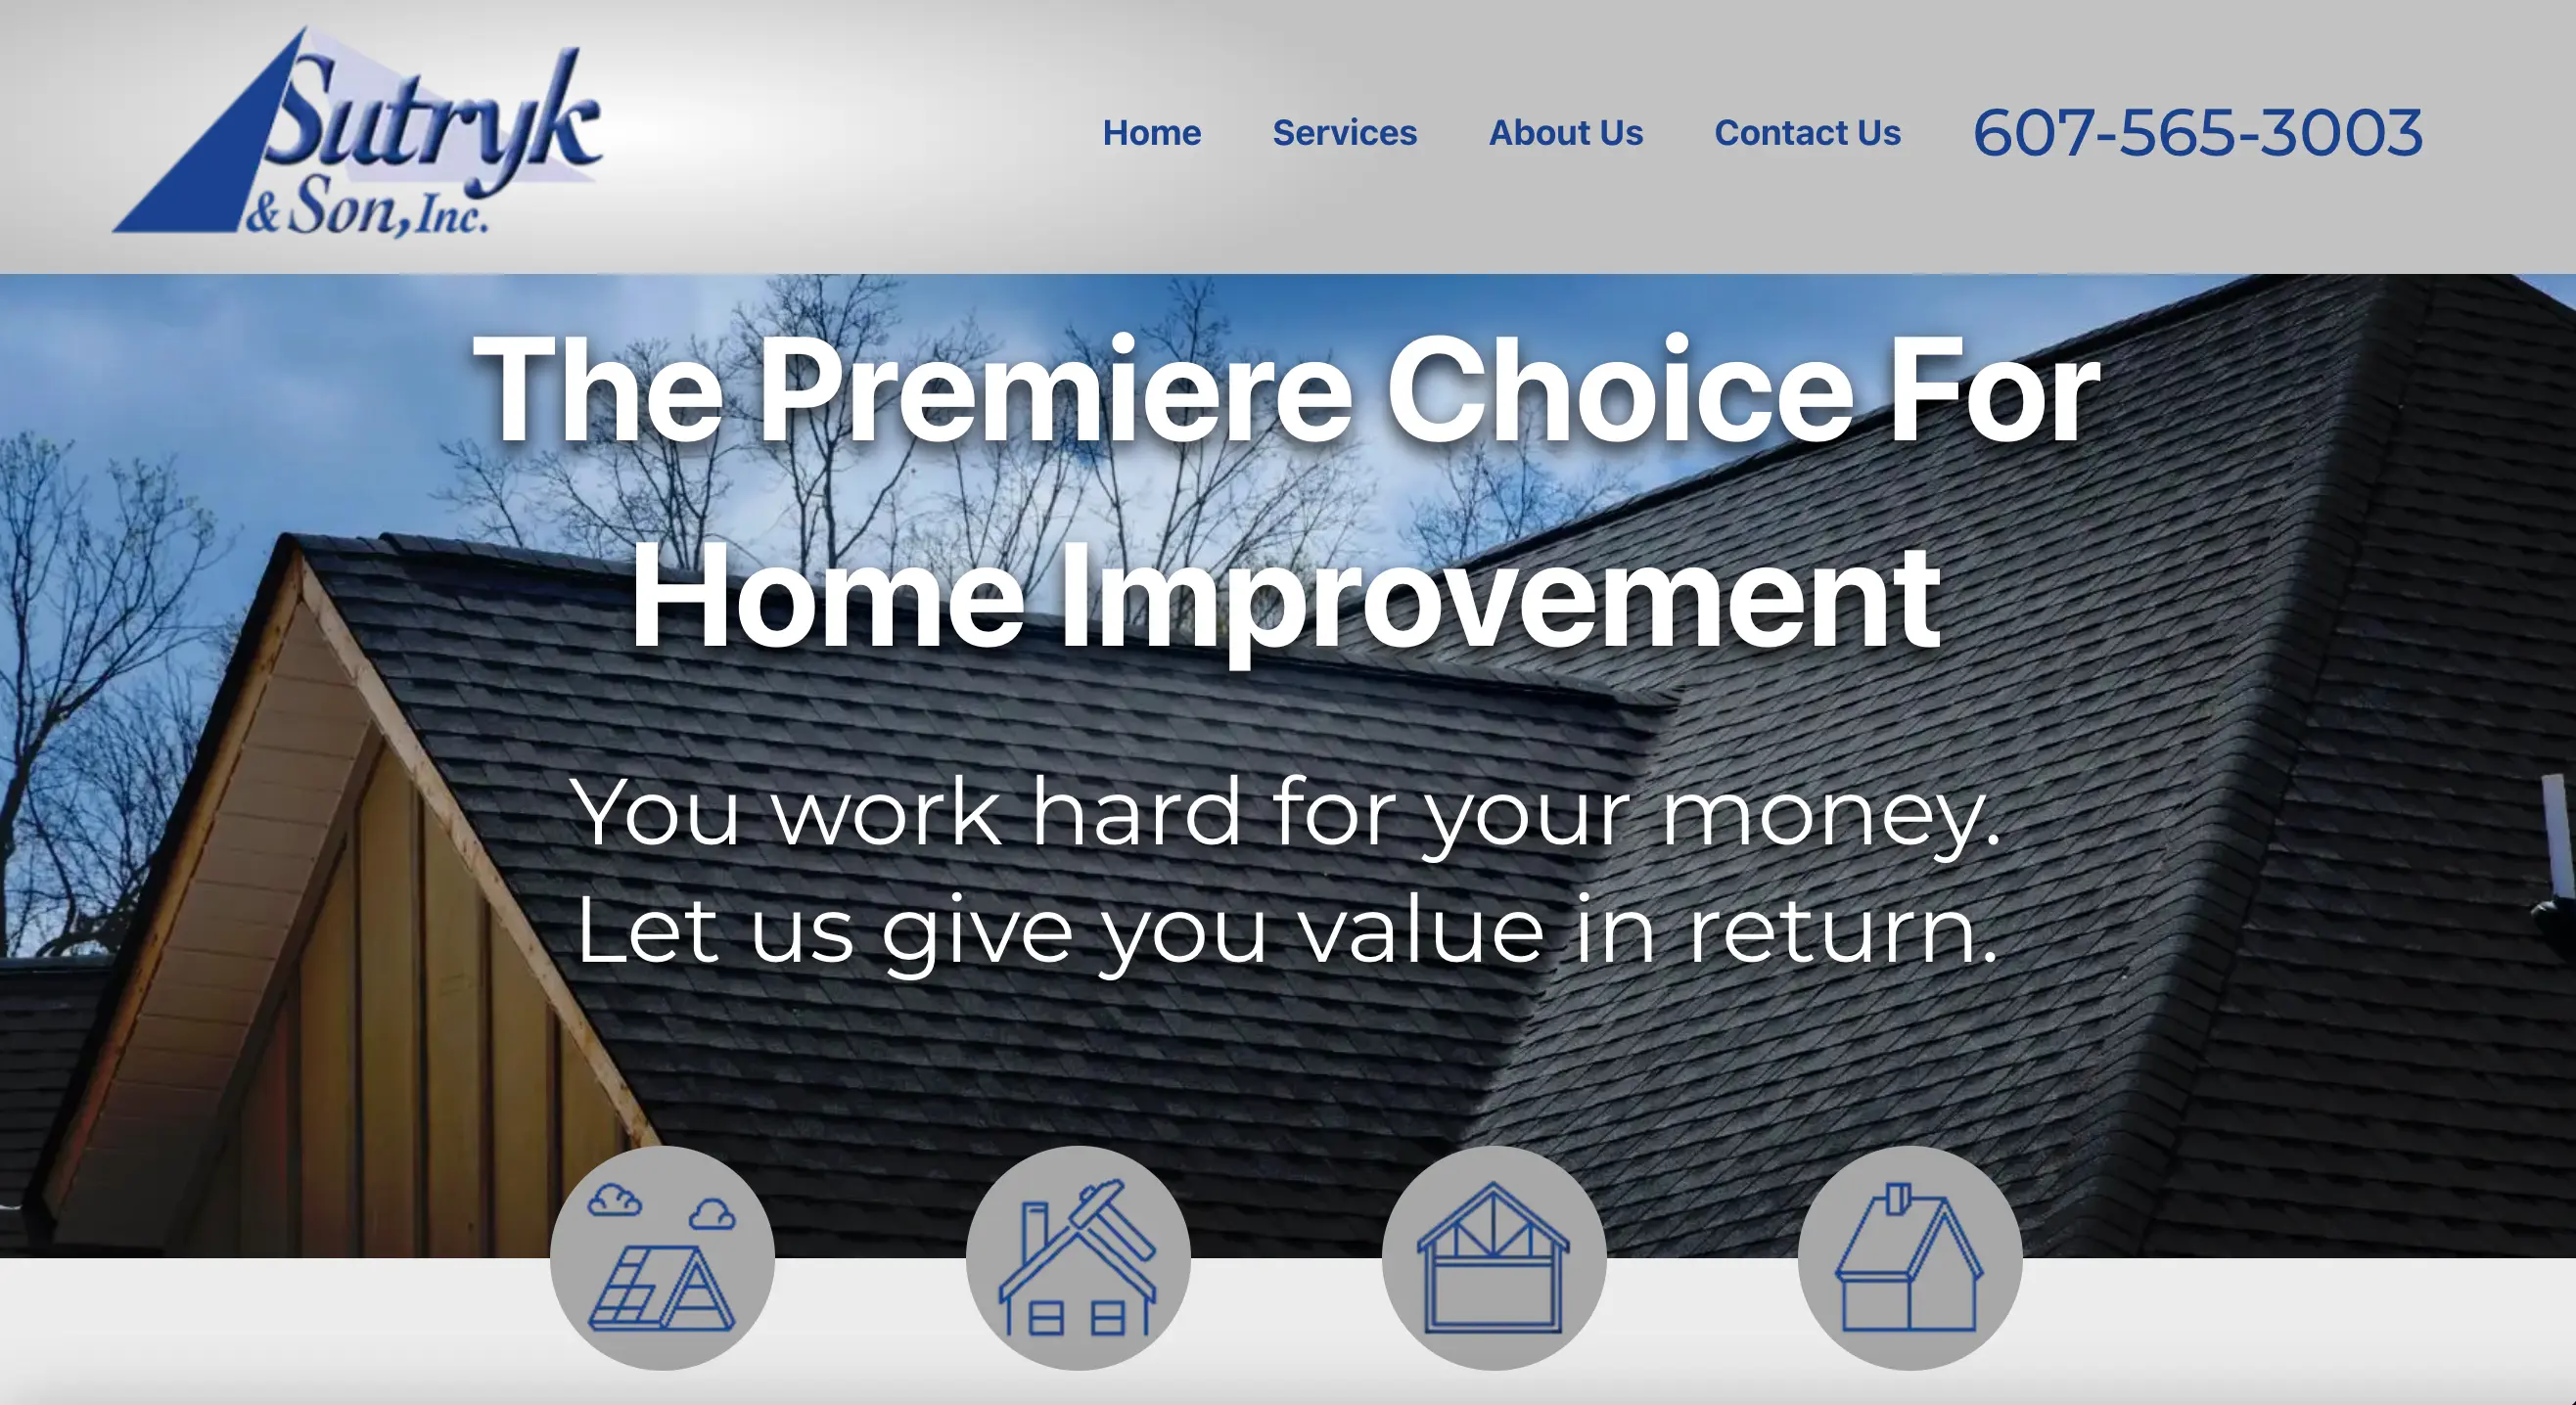 Sutryk
& Son, Inc.
Home Services About Us Contact Us 607-565-3003
The Premiere Choice For
Home Improvement
You work hard for your money.
Let us give you value in return.